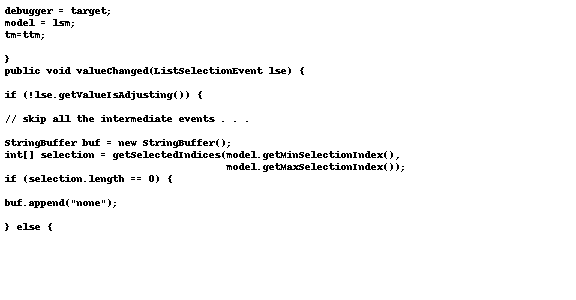 debugger = target;
model = lsm;
tm=ttm;
}
public void valueChanged(ListSelectionEvent lse) {
if (!lse.getValueIsAdjusting()) {
// skip all the intermediate events . . .
StringBuffer buf = new StringBuffer();
int[] selection = getSelectedIndices(model.getMinSelectionIndex(),
model.getMaxSelectionIndex());
if (selection.length == 0) {
buf.append("none");
} else {